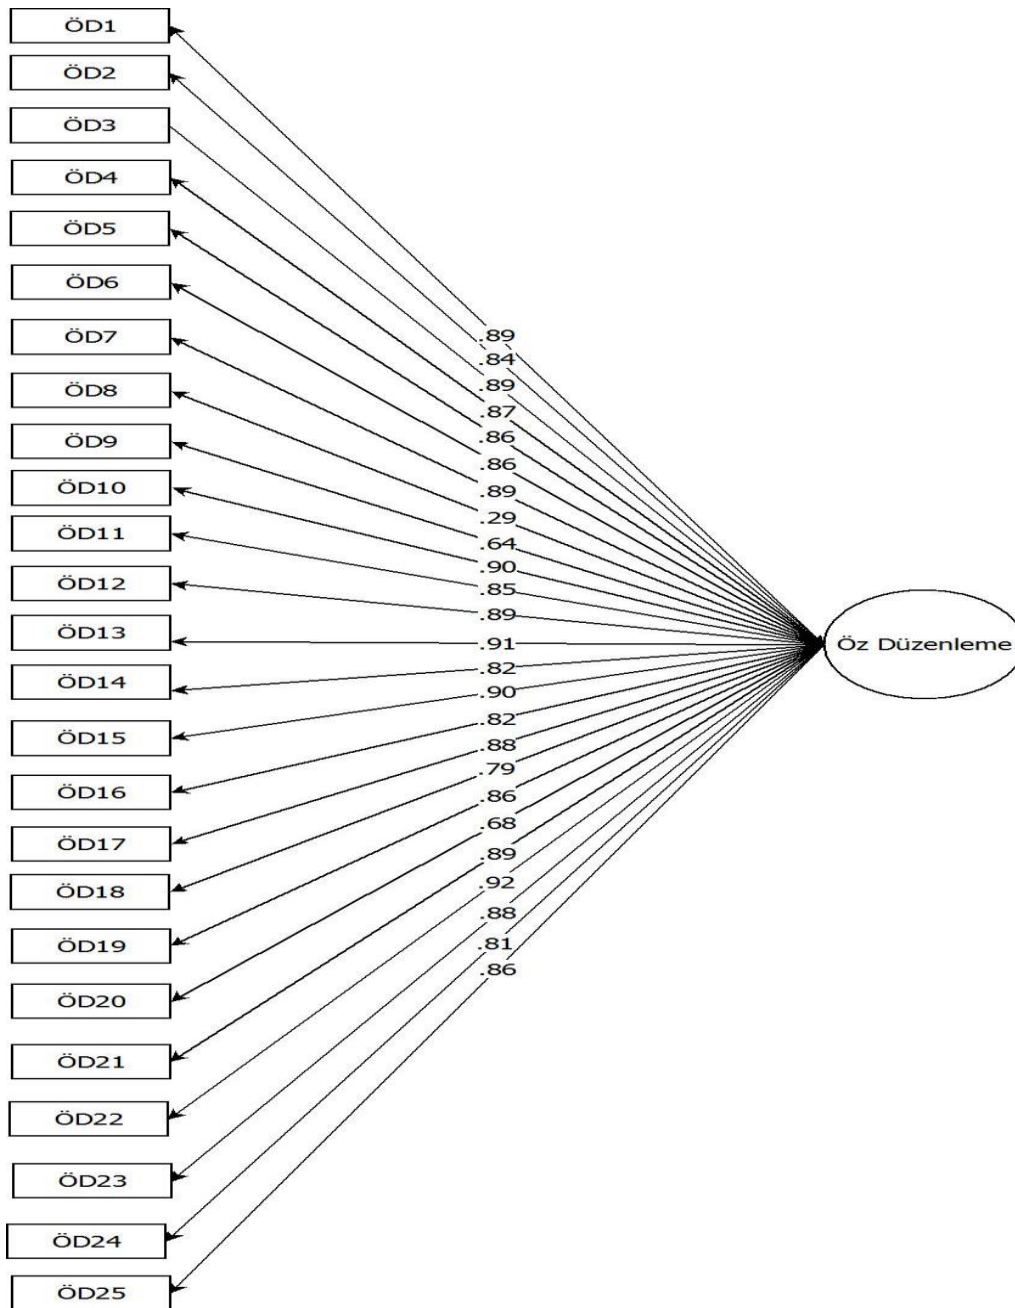 ÖD1
ÖD2
ÖD3
ÖD4
ÖD5
ÖD6
ÖD7
ÖD8
ÖD9
ÖD10
ÖD11
ÖD12
ÖD13
ÖD14
ÖD15
ÖD16
ÖD17
ÖD18
ÖD19
ÖD20
ÖD21
ÖD22
ÖD23
ÖD24
ÖD25
.89
.84
.89
.87
.86
.86
.89
.29
.64
.90
.85
.89
.91
.82
.90
.82
.88
.79
.86
.68
.89
.92
.88
.81
.86
Öz Düzenleme